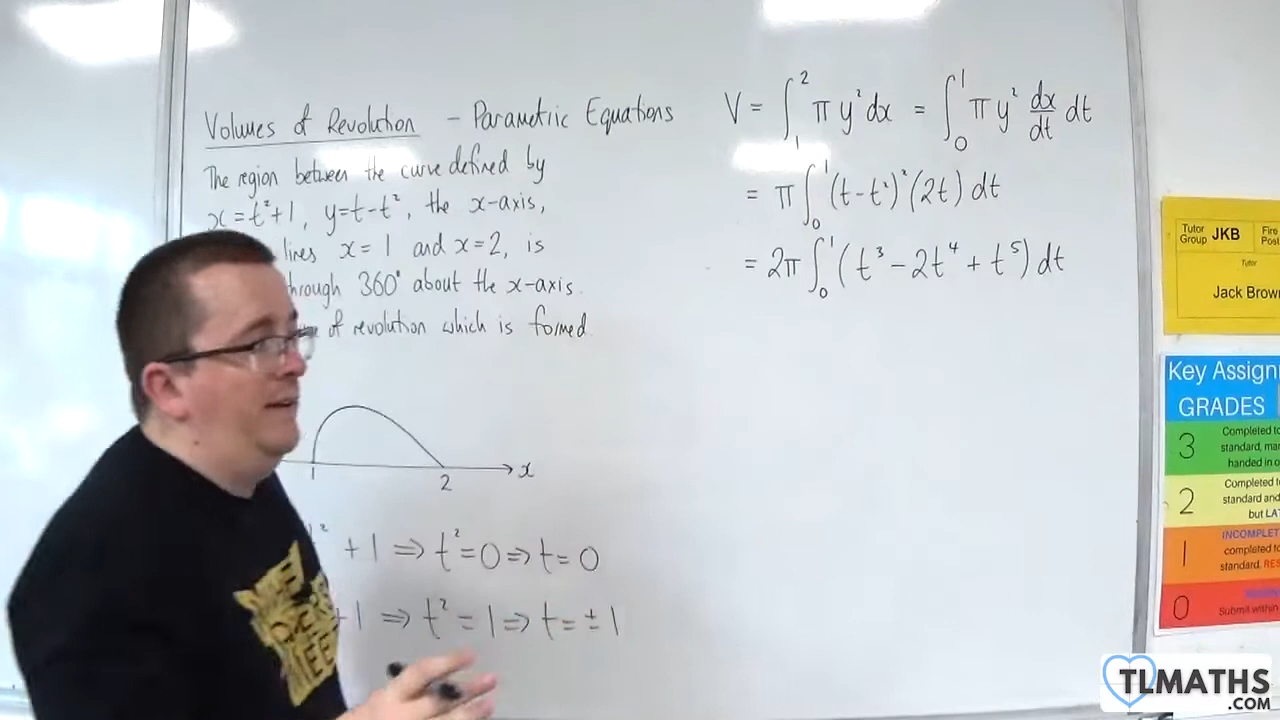 Volumes of Revolution - Parametric Equations
The region between the curve defined by
x = t²+1, y=t-t², the x-axis,
lines x=1 and x=2, is
through 360° about the x-axis.
of revolution which is formed
1 2 x
² +1 ⇒ t²=0 ⇒ t=0
+1 ⇒ t²=1 ⇒ t=±1
V = ∫₁² π y² dx = ∫₀¹ π y² dx/dt dt
= π ∫₀¹ (t-t²)² (2t) dt
= 2π ∫₀¹ (t³ - 2t⁴ + t⁵) dt
Tutor Group JKB Fire
Tutor
Jack Brown
Key Assign
GRADES
3 Completed to
standard, ma
handed in o
2 Completed t
standard and
but LA
1 INCOMPLET
completed to
standard. RES
0
Submit within
TLMATHS
.COM